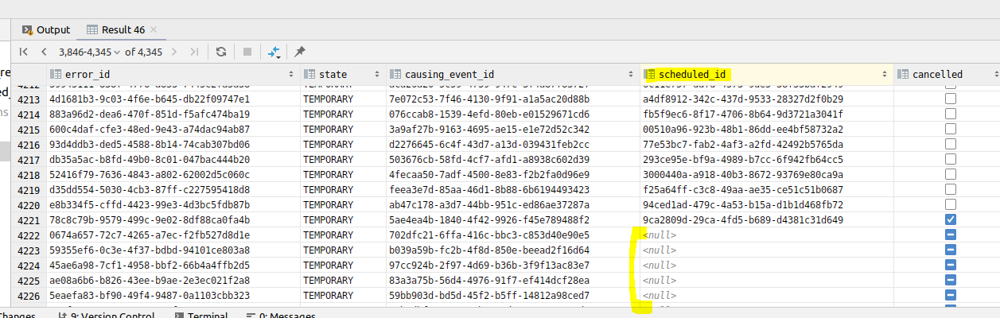 Output Result 46
3,846-4,345 of 4,345
re
error_id state causing_event_id scheduled_id cancelled
4213 4d1681b3-9c03-4f6e-b645-db22f09747e1 TEMPORARY 7e072c53-7f46-4130-9f91-a1a5ac20d88b a4df8912-342c-437d-9533-28327d2f0b29
ed_
4214 883a96d2-dea6-470f-851d-f5afc474ba19 TEMPORARY 076ccab8-1539-4efd-80eb-e01529671cd6 fb5f9ec6-8f17-4706-8b64-9d3721a3041f
ns
4215 600c4daf-cfe3-48ed-9e43-a74dac94ab87 TEMPORARY 3a9af27b-9163-4695-ae15-e1e72d52c342 00510a96-923b-48b1-86dd-ee4bf58732a2
4216 93d4ddb3-ded5-4588-8b14-74cab307bd06 TEMPORARY d2276645-6c4f-43d7-a13d-039431feb2cc 77e53bc7-fab2-4af3-a2fd-42492b5765da
4217 db35a5ac-b8fd-49b0-8c01-047bac444b20 TEMPORARY 503676cb-58fd-4cf7-afd1-a8938c602d39 293ce95e-bf9a-4989-b7cc-6f942fb64cc5
4218 52416f79-7636-4843-a802-62002d5c060c TEMPORARY 4fecaa50-7adf-4500-8e83-f2b2fa0d96e9 3000440a-a918-40b3-8672-93769e80ca9a
4219 d35dd554-5030-4cb3-87ff-c227595418d8 TEMPORARY feea3e7d-85aa-46d1-8b88-6b6194493423 f25a64ff-c3c8-49aa-ae35-ce51c51b0687
4220 e8b334f5-cffd-4423-99e3-4d3bc5fdb87b TEMPORARY ab47c178-a3d7-44bb-951c-ed86ae37287a 94ced1ad-479c-4a53-b15a-d1b1d468fb72
4221 78c8c79b-9579-499c-9e02-8df88ca0fa4b TEMPORARY 5ae4ea4b-1840-4f42-9926-f45e789488f2 9ca2809d-29ca-4fd5-b689-d4381c31d649
4222 0674a657-72c7-4265-a7ec-f2fb527d8d1e TEMPORARY 702dfc21-6ffa-416c-bbc3-c853d40e90e5 <null>
4223 59355ef6-0c3e-4f37-bdbd-94101ce803a8 TEMPORARY b039a59b-fc2b-4f8d-850e-beead2f16d64 <null>
4224 45ae6a98-7cf1-4958-bbf2-66b4a4ffb2d5 TEMPORARY 97cc924b-2f97-4d69-b36b-3f9f13ac83e7 <null>
4225 ae08a6b6-b826-43ee-b9ae-2e3ec021f2a8 TEMPORARY 83a3a75b-56d4-4976-91f7-ef414dcf28ea <null>
4226 5eaefa83-bf90-49f4-9487-0a1103cbb323 TEMPORARY 59bb903d-bd5d-45f2-b5ff-14812a98ced7 <null>
<null>
Changes 9: Version Control Terminal 0: Messages